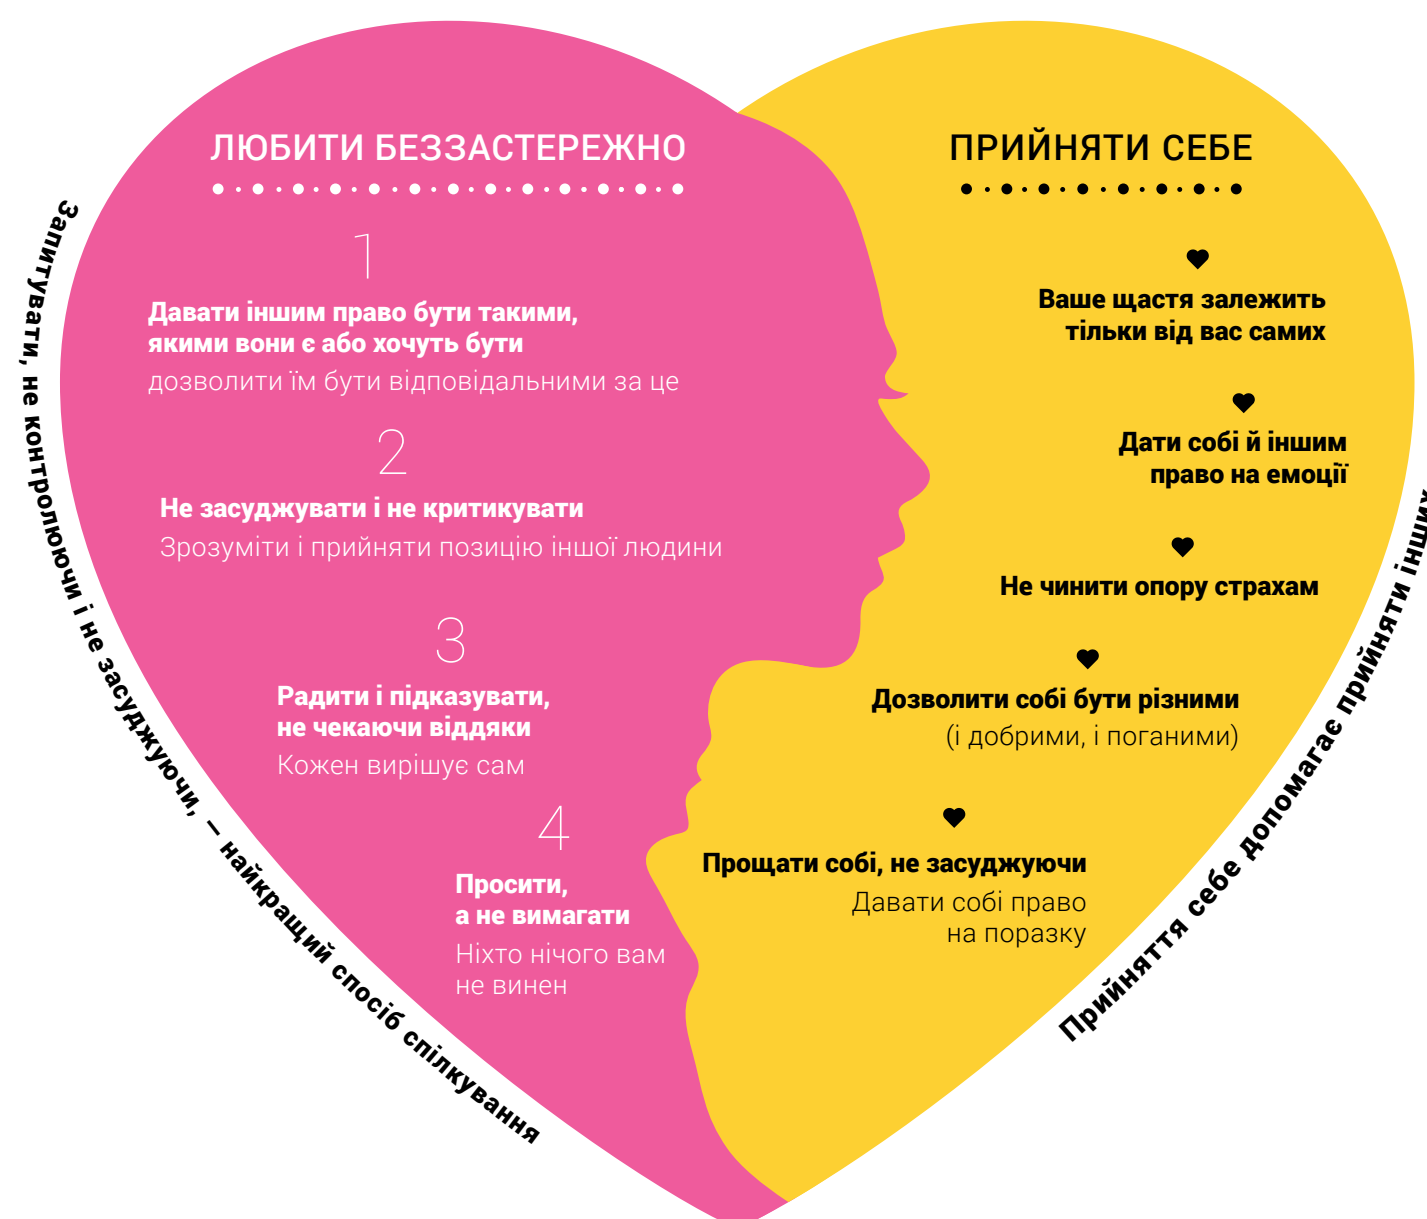 ЛЮБИТИ БЕЗЗАСТЕРЕЖНО
1
Давати іншим право бути такими,
якими вони є або хочуть бути
дозволити їм бути відповідальними за це
2
Не засуджувати і не критикувати
Зрозуміти і прийняти позицію іншої людини
3
Радити і підказувати,
не чекаючи віддяки
Кожен вирішує сам
4
Просити,
а не вимагати
Ніхто нічого вам
не винен
Запитувати, не контролюючи і не засуджуючи, – найкращий спосіб спілкування
ПРИЙНЯТИ СЕБЕ
Ваше щастя залежить
тільки від вас самих
Дати собі й іншим
право на емоції
Не чинити опору страхам
Дозволити собі бути різними
(і добрими, і поганими)
Прощати собі, не засуджуючи
Давати собі право
на поразку
Прийняття себе допомагає прийняти інших